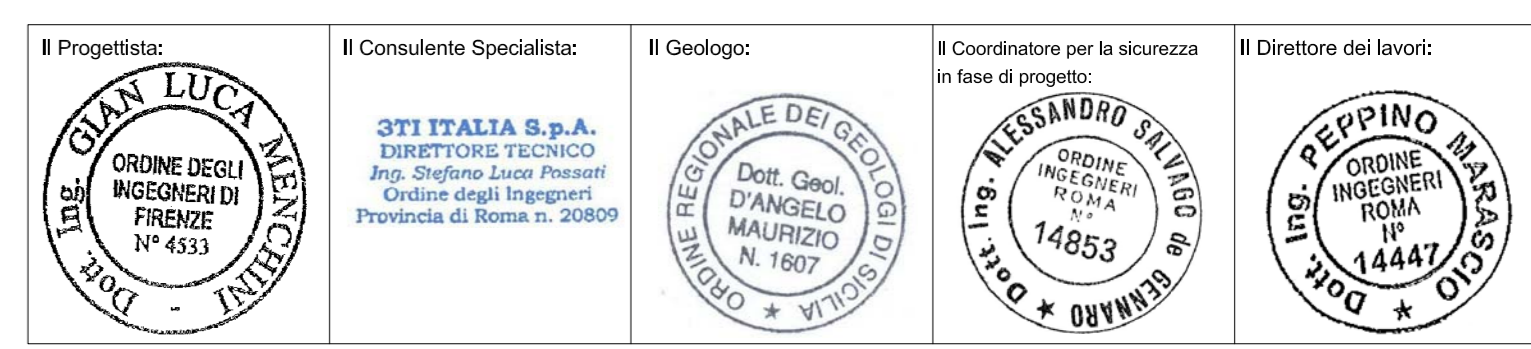 Il Progettista:
Dott. Ing. GIAN LUCA MENCHINI -
ORDINE DEGLI
INGEGNERI DI
FIRENZE
N° 4533
Il Consulente Specialista:
3TI ITALIA S.p.A.
DIRETTORE TECNICO
Ing. Stefano Luca Possati
Ordine degli Ingegneri
Provincia di Roma n. 20809
Il Geologo:
ORDINE REGIONALE DEI GEOLOGI DI SICILIA ★
Dott. Geol.
D'ANGELO
MAURIZIO
N. 1607
Il Coordinatore per la sicurezza
in fase di progetto:
Dott. Ing. ALESSANDRO SALVAGO de GENNARO ★
ORDINE
INGEGNERI
ROMA
N°
14853
Il Direttore dei lavori:
Dott. Ing. PEPPINO MARASCIO ★
ORDINE
INGEGNERI
ROMA
N°
14447